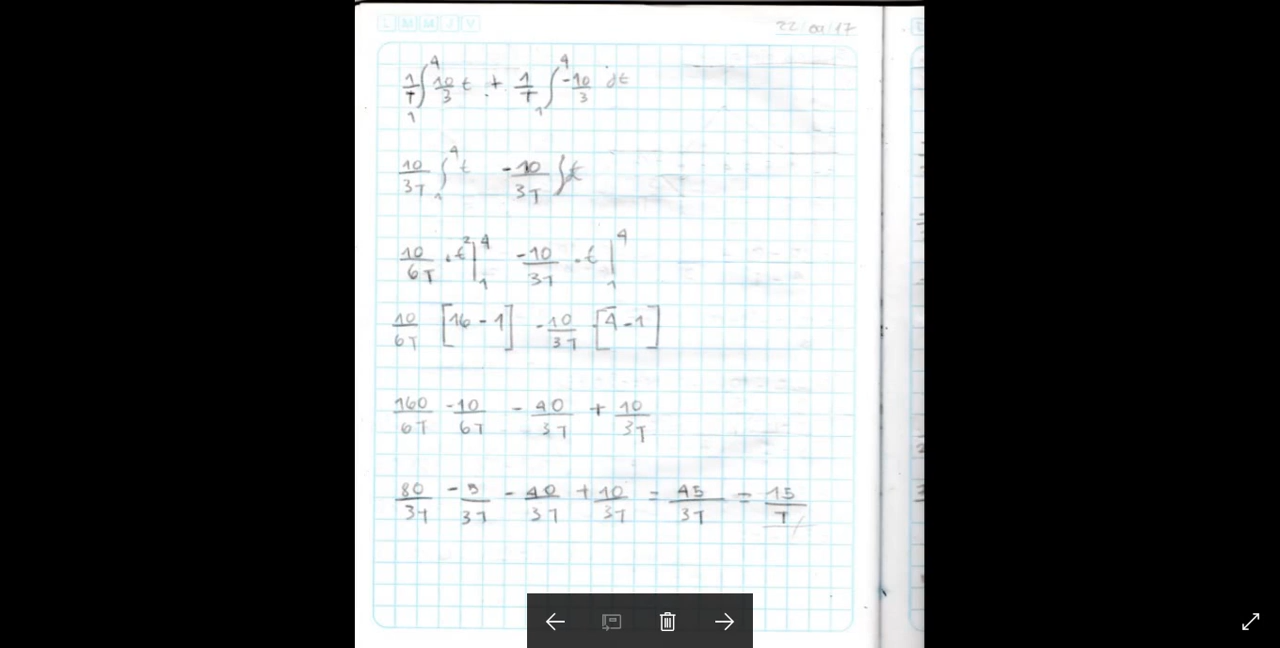 L M M J V 22 04 17
1/T ∫₁⁴ 10/3 t + 1/T ∫₁⁴ -10/3 dt
10/3T ∫₁⁴ t -10/3T ∫ t
10/6T · t² |₁⁴ -10/3T · t |₁⁴
10/6T [16 - 1] -10/3T · [4 - 1]
160/6T - 10/6T - 40/3T + 10/3T
80/3T - 5/3T - 40/3T + 10/3T = 45/3T = 15/T